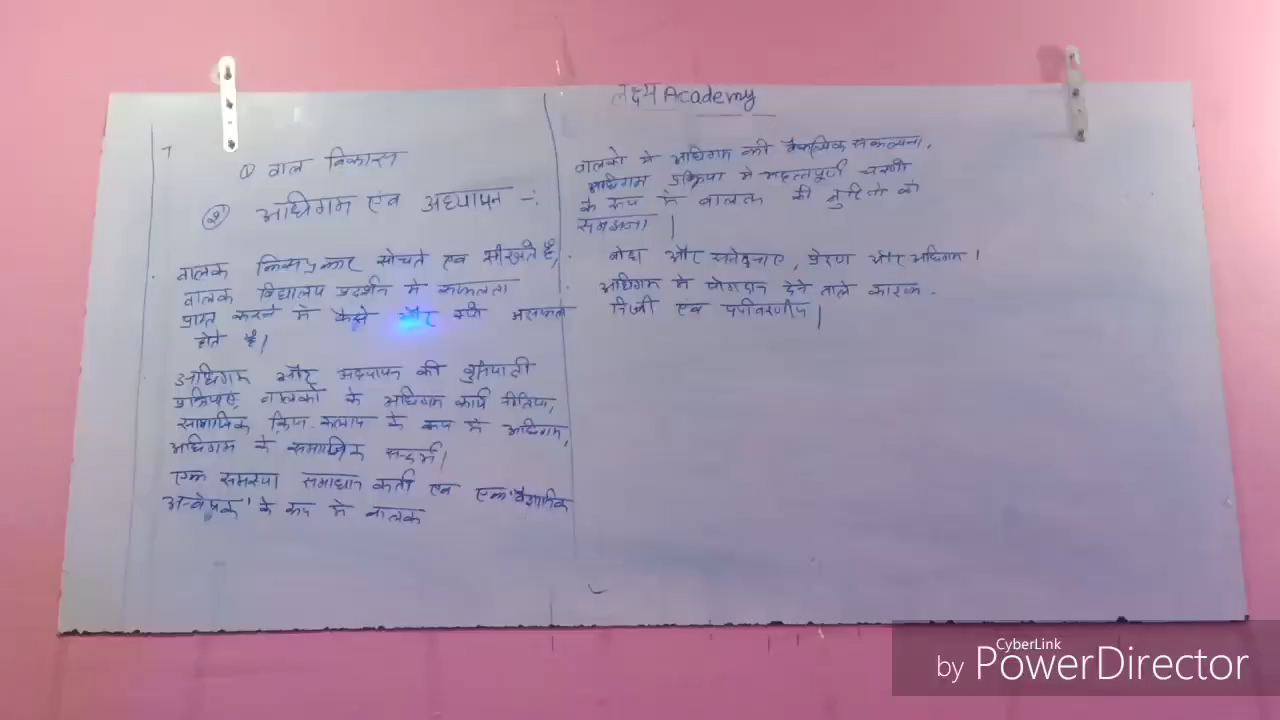 लक्ष्य Academy
① बाल विकास
② अधिगम एवं अध्यापन -:
बालक किस प्रकार सोचते एवं सीखते है,
बालक विद्यालय प्रदर्शन मे सफलता
प्राप्त करने मे कैसे और क्यो असफल
होते है।
अधिगम और अध्यापन की बुनियादी
प्रक्रियाए, बालको के अधिगम कार्य नीतिया,
सामाजिक क्रिया-कलाप के रूप मे अधिगम,
अधिगम के समाजिक सन्दर्भ।
एक समस्या समाधान कर्ता एव एक 'वैज्ञानिक
अन्वेषक' के रूप मे बालक
बालको मे अधिगम की वैकल्पिक संकल्पना,
अधिगम प्रक्रिया मे महत्वपूर्ण चरणो
के रूप मे बालक की त्रुटियो को
समझना।
बोध और संवेदनाए, प्रेरणा और अधिगम।
अधिगम मे योगदान देने वाले कारक -
निजी एव पर्यावरणीय।
CyberLink
by PowerDirector